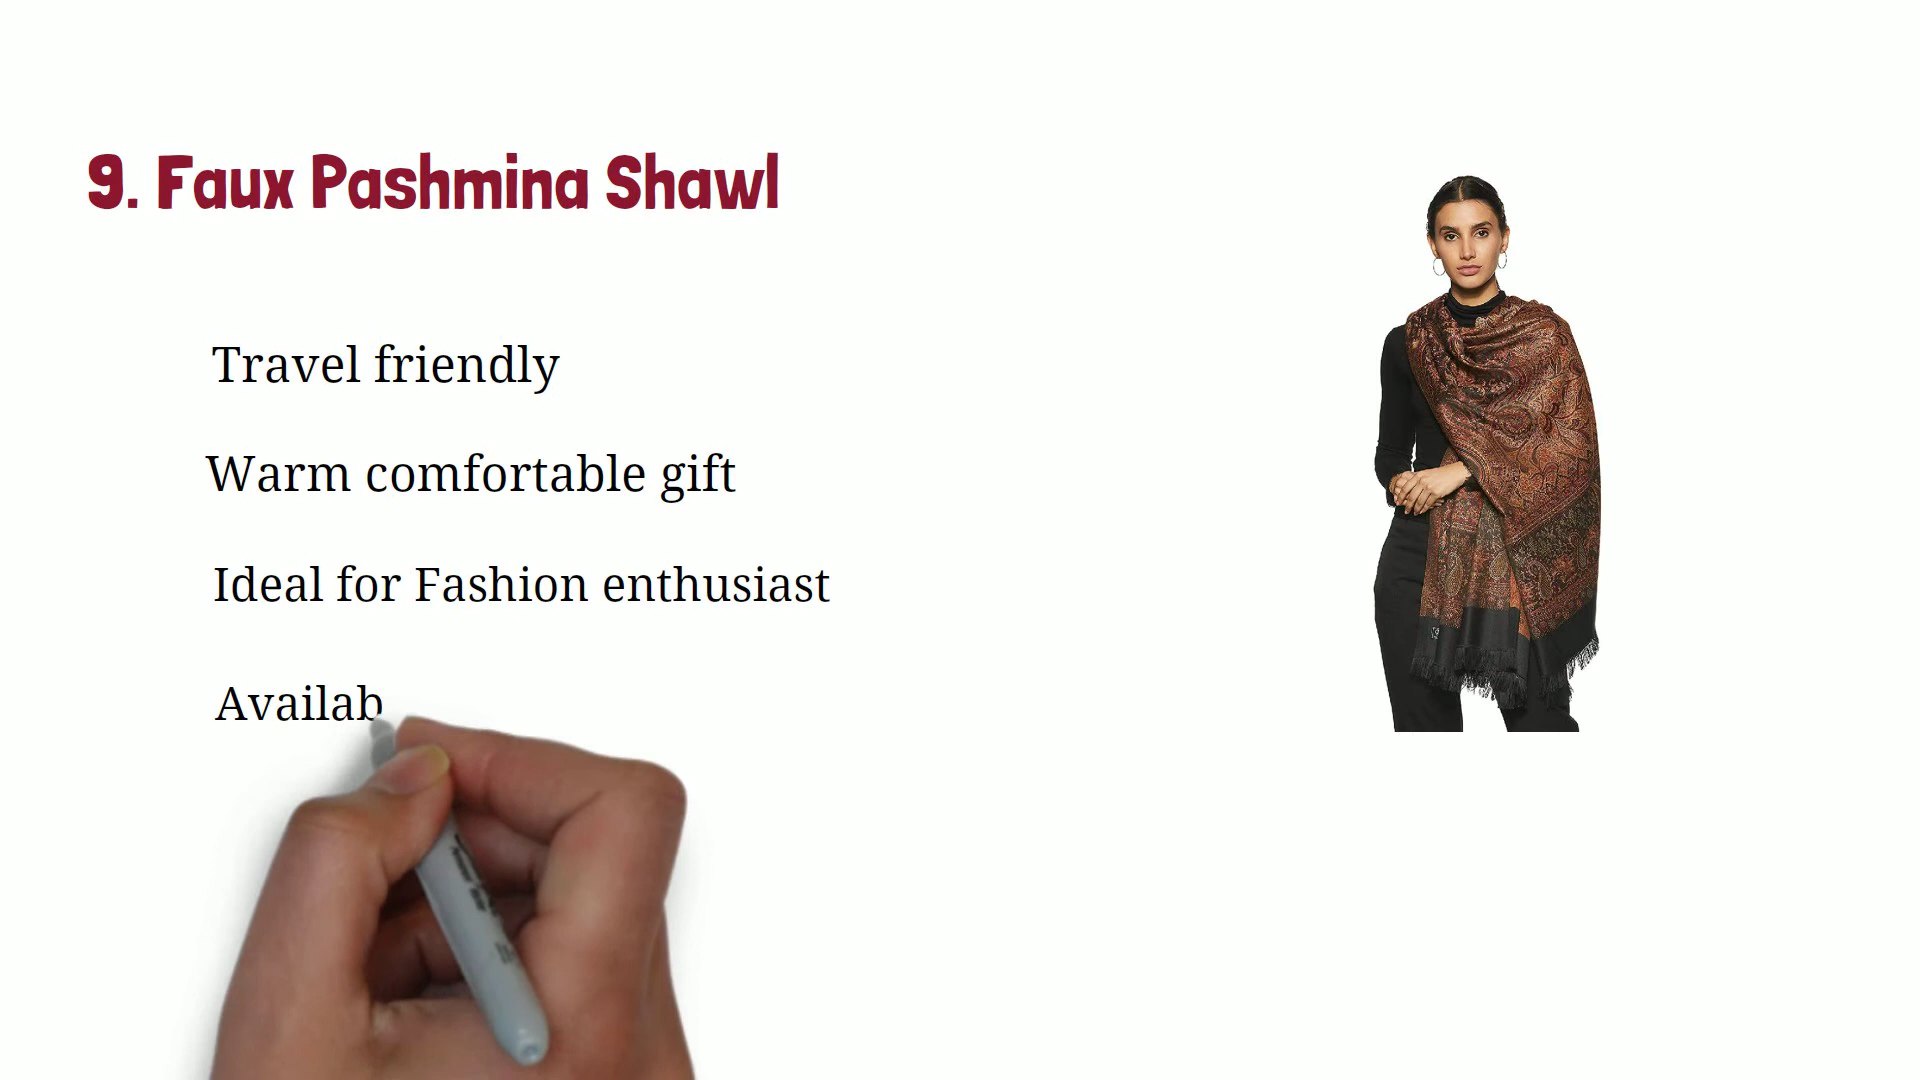 9. Faux Pashmina Shawl
Travel friendly
Warm comfortable gift
Ideal for Fashion enthusiast
Availab